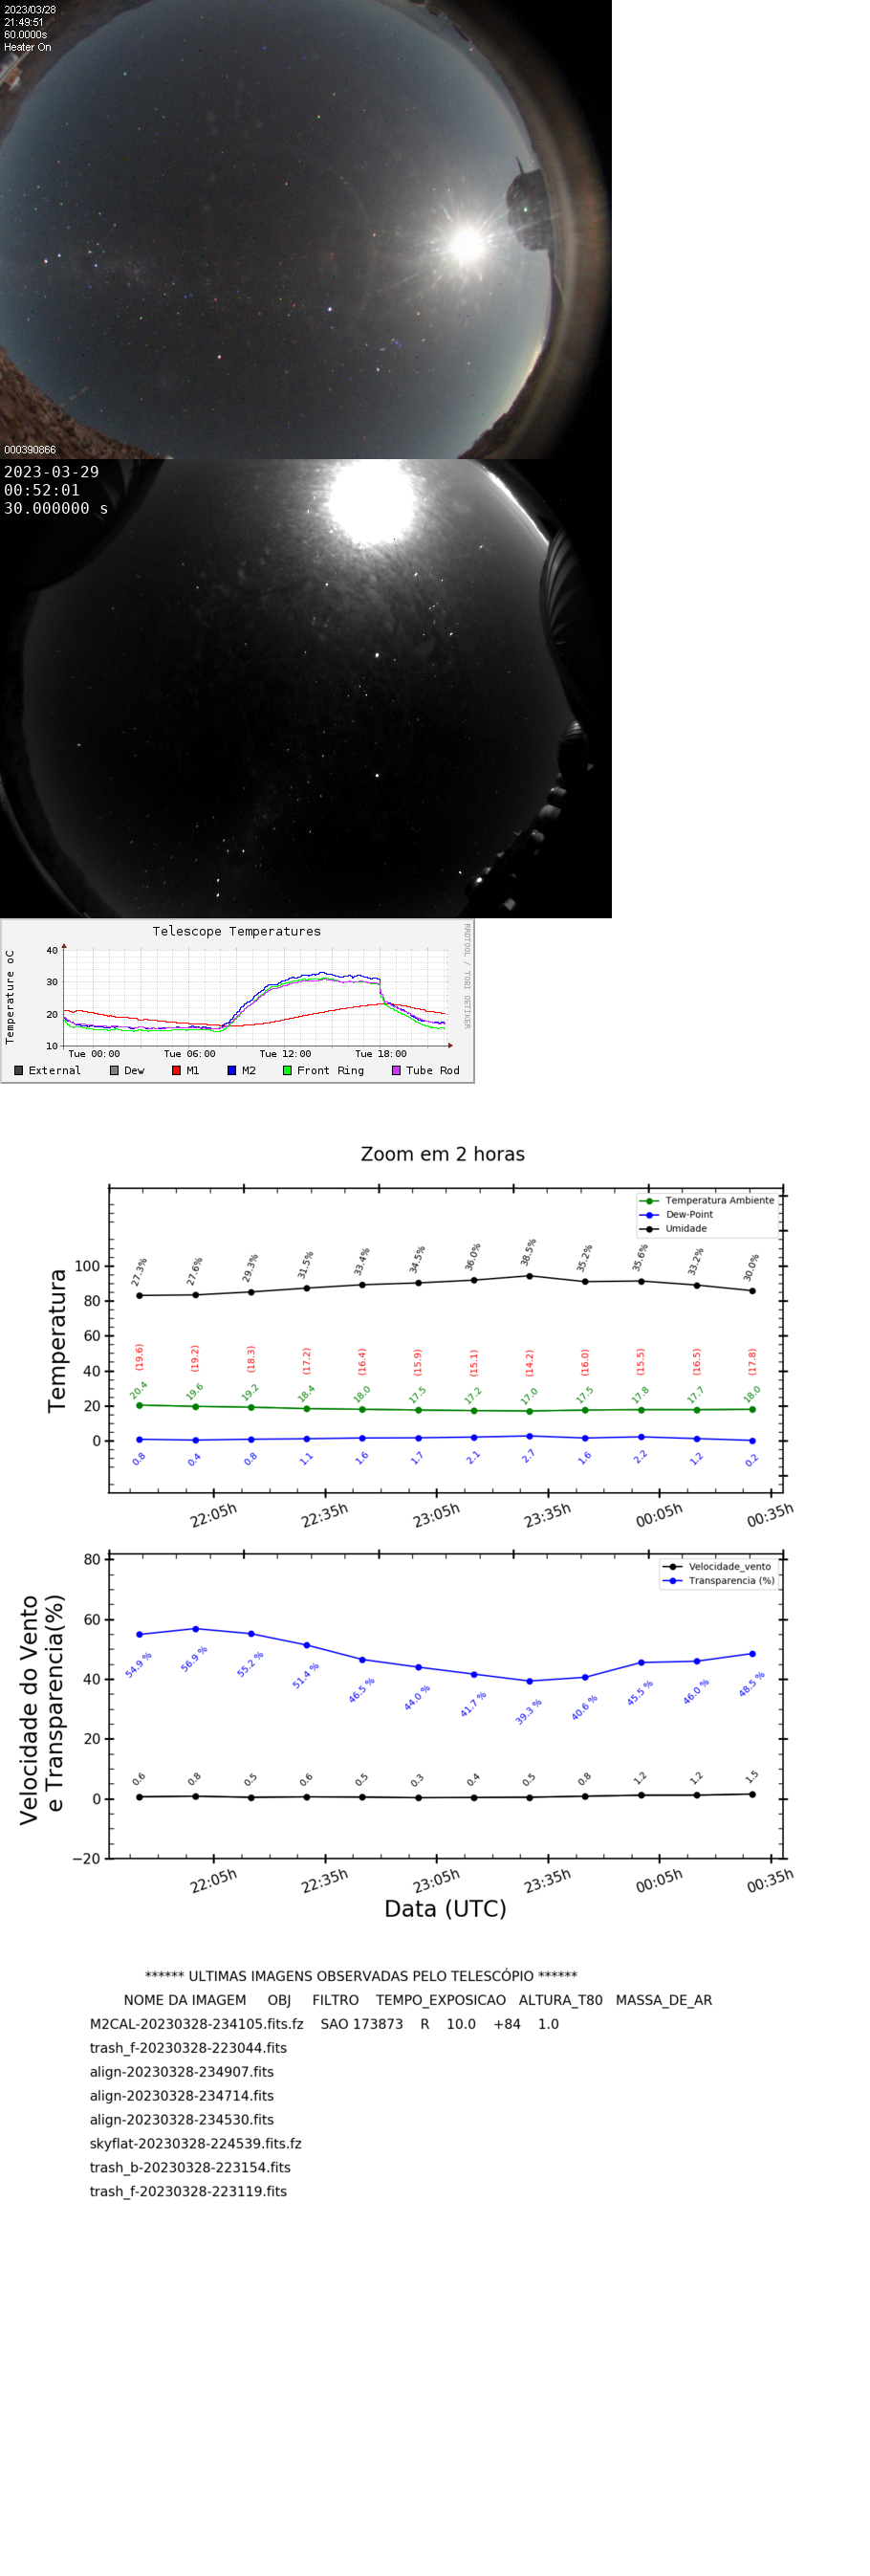 2023/03/28
21:49:51
60.0000s
Heater On
000390866
2023-03-29
00:52:01
30.000000 s
Telescope Temperatures
RRDTOOL / TOBI OETIKER
Temperature oC
40
30
20
10
Tue 00:00 Tue 06:00 Tue 12:00 Tue 18:00
External Dew M1 M2 Front Ring Tube Rod
Zoom em 2 horas
Temperatura Ambiente
Dew-Point
Umidade
Temperatura
100
80
60
40
20
0
27.3% 27.6% 29.3% 31.5% 33.4% 34.5% 36.0% 38.5% 35.2% 35.6% 33.2% 30.0%
(19.6) (19.2) (18.3) (17.2) (16.4) (15.9) (15.1) (14.2) (16.0) (15.5) (16.5) (17.8)
20.4 19.6 19.2 18.4 18.0 17.5 17.2 17.0 17.5 17.8 17.7 18.0
0.8 0.4 0.8 1.1 1.6 1.7 2.1 2.7 1.6 2.2 1.2 0.2
22:05h 22:35h 23:05h 23:35h 00:05h 00:35h
Velocidade_vento
Transparencia (%)
Velocidade do Vento
e Transparencia(%)
80
60
40
20
0
−20
54.9 % 56.9 % 55.2 % 51.4 % 46.5 % 44.0 % 41.7 % 39.3 % 40.6 % 45.5 % 46.0 % 48.5 %
0.6 0.8 0.5 0.6 0.5 0.3 0.4 0.5 0.8 1.2 1.2 1.5
22:05h 22:35h 23:05h 23:35h 00:05h 00:35h
Data (UTC)
****** ULTIMAS IMAGENS OBSERVADAS PELO TELESCÓPIO ******
NOME DA IMAGEM OBJ FILTRO TEMPO_EXPOSICAO ALTURA_T80 MASSA_DE_AR
M2CAL-20230328-234105.fits.fz SAO 173873 R 10.0 +84 1.0
trash_f-20230328-223044.fits
align-20230328-234907.fits
align-20230328-234714.fits
align-20230328-234530.fits
skyflat-20230328-224539.fits.fz
trash_b-20230328-223154.fits
trash_f-20230328-223119.fits